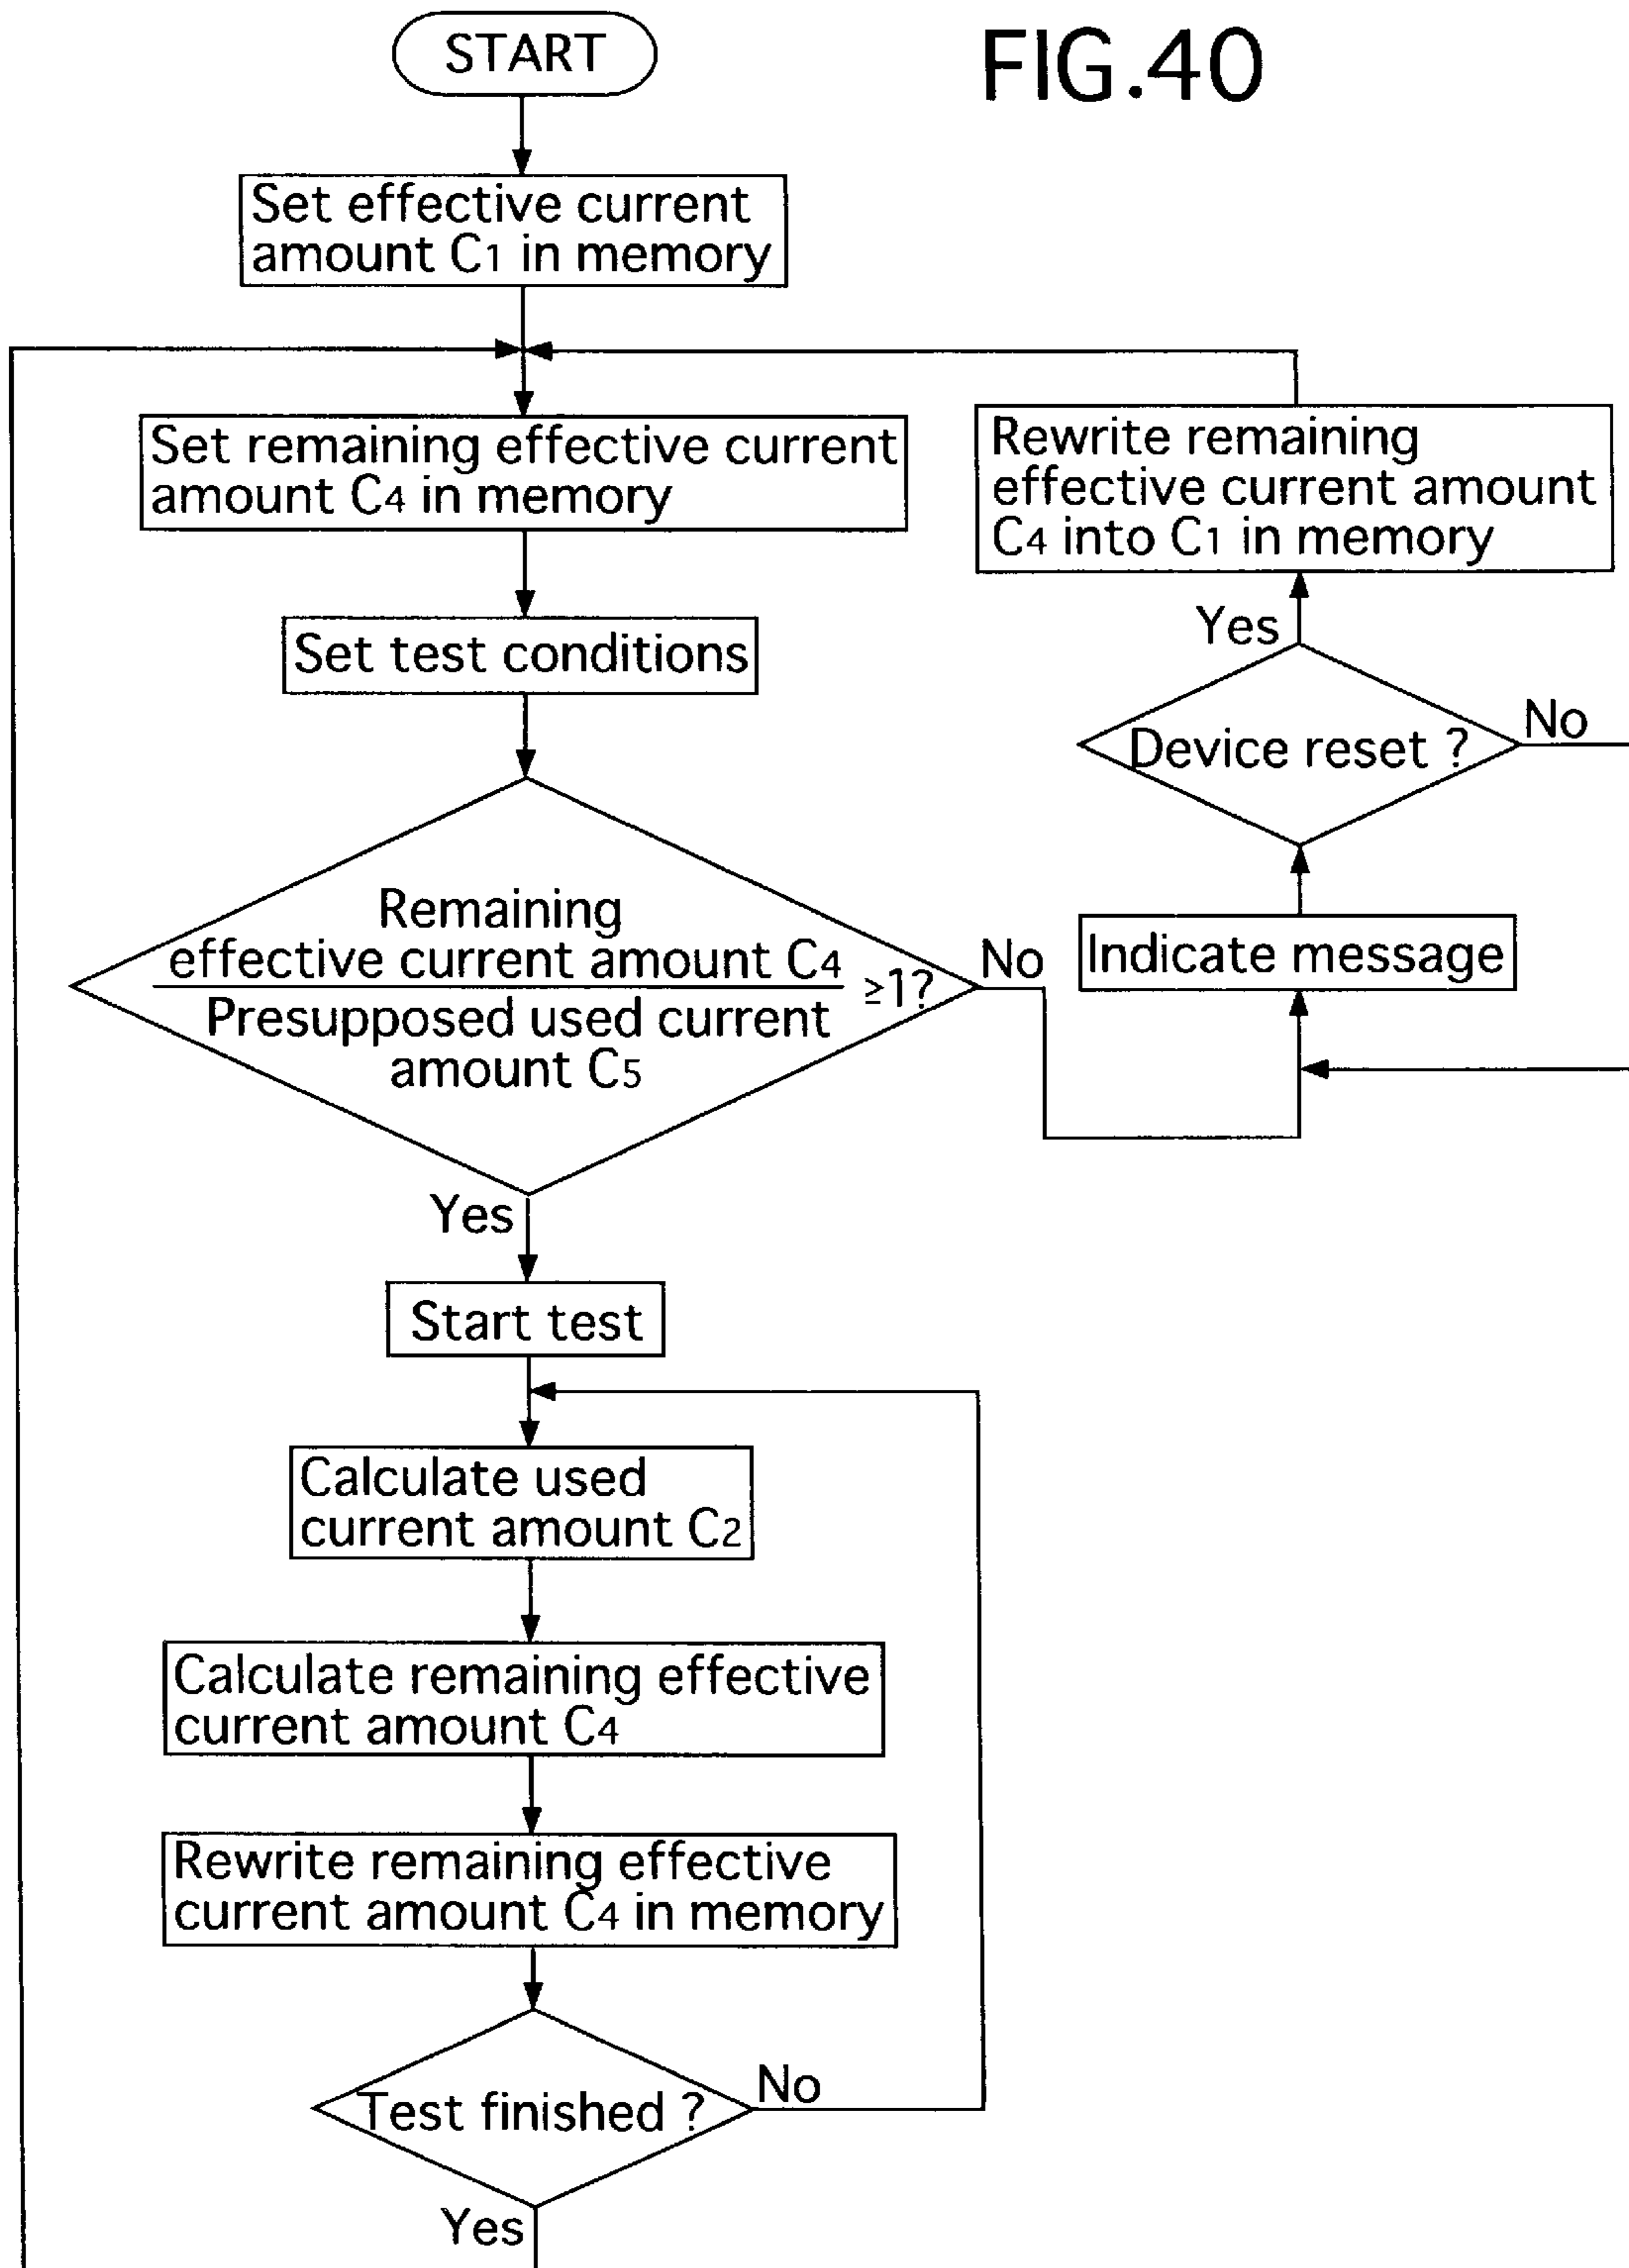 START
FIG.40
Set effective current
amount C1 in memory
Set remaining effective current
amount C4 in memory
Rewrite remaining
effective current amount
C4 into C1 in memory
Set test conditions
Yes
Device reset ?
No
Remaining
effective current amount C4
≥1?
Presupposed used current
amount C5
No
Indicate message
Yes
Start test
Calculate used
current amount C2
Calculate remaining effective
current amount C4
Rewrite remaining effective
current amount C4 in memory
Test finished ?
No
Yes